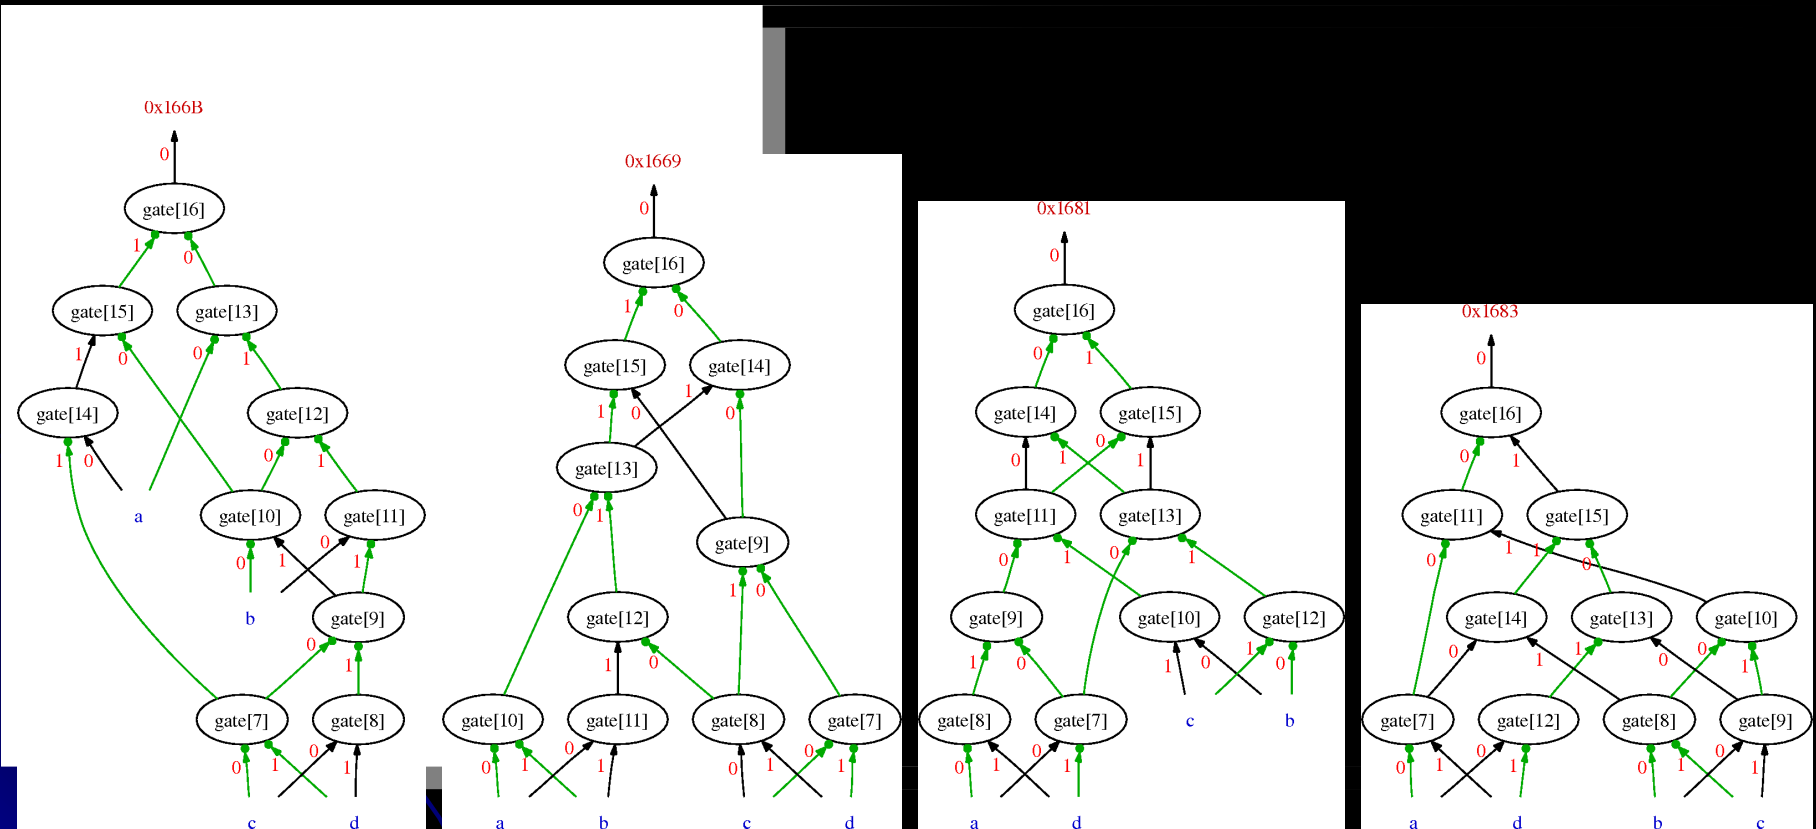 0x166B
0
gate[16]
1
0
gate[15]
gate[13]
1
0
0
1
gate[14]
gate[12]
1
0
0
1
a
gate[10]
gate[11]
0
1
0
1
b
gate[9]
0
1
gate[7]
gate[8]
0
1
0
1
c
d
0x1669
0
gate[16]
1
0
gate[15]
gate[14]
1
0
1
0
gate[13]
0
1
gate[9]
1
0
gate[12]
1
0
gate[10]
gate[11]
gate[8]
gate[7]
0
1
0
1
0
1
0
1
a
b
c
d
0x1681
0
gate[16]
0
1
gate[14]
gate[15]
0
1
0
1
gate[11]
gate[13]
0
1
0
1
gate[9]
gate[10]
gate[12]
1
0
1
0
1
0
gate[8]
gate[7]
c
b
0
1
0
1
a
d
0x1683
0
gate[16]
0
1
gate[11]
gate[15]
0
1
1
0
gate[14]
gate[13]
gate[10]
0
1
1
0
0
1
gate[7]
gate[12]
gate[8]
gate[9]
0
1
0
1
0
1
0
1
a
d
b
c